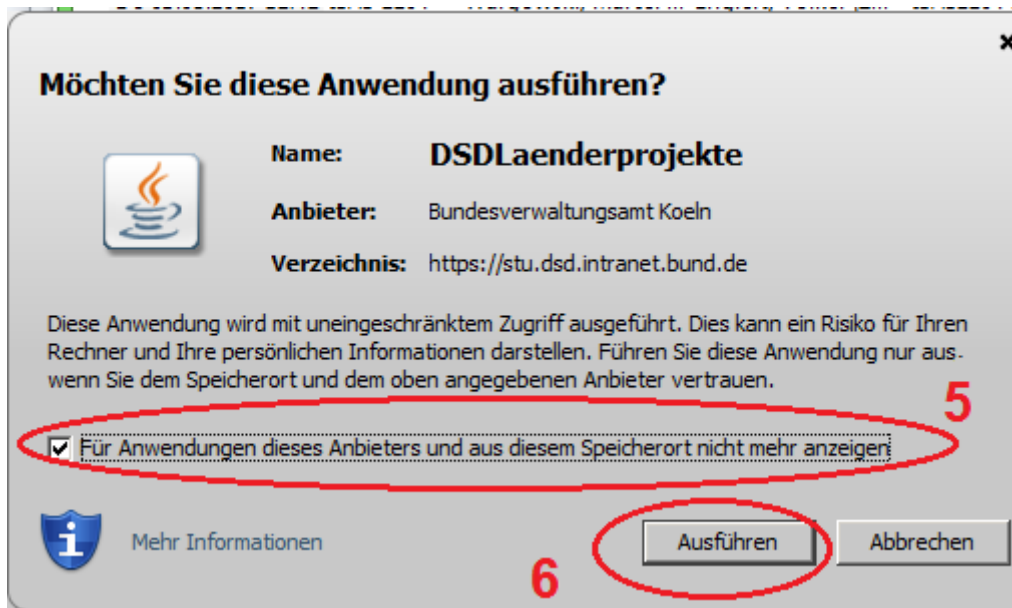 Möchten Sie diese Anwendung ausführen?
Name: DSDLaenderprojekte
Anbieter: Bundesverwaltungsamt Koeln
Verzeichnis: https://stu.dsd.intranet.bund.de
Diese Anwendung wird mit uneingeschränktem Zugriff ausgeführt. Dies kann ein Risiko für Ihren
Rechner und Ihre persönlichen Informationen darstellen. Führen Sie diese Anwendung nur aus-
wenn Sie dem Speicherort und dem oben angegebenen Anbieter vertrauen.
5
Für Anwendungen dieses Anbieters und aus diesem Speicherort nicht mehr anzeigen
Mehr Informationen
Ausführen
Abbrechen
6